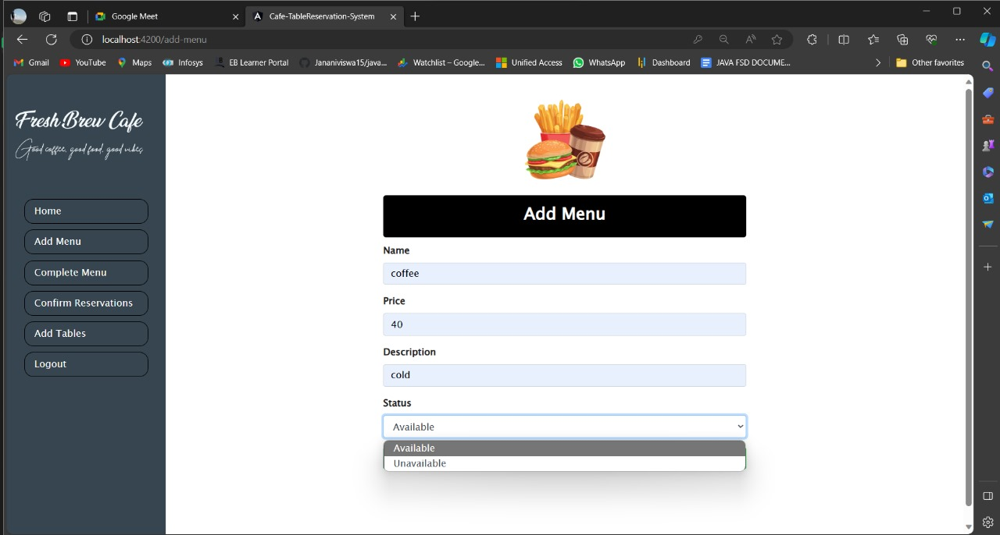 Google Meet
Cafe-TableReservation-System
localhost:4200/add-menu
Gmail YouTube Maps Infosys EB Learner Portal Jananiviswa15/java... Watchlist – Google... Unified Access WhatsApp Dashboard JAVA FSD DOCUME... Other favorites
Fresh Brew Cafe
Good coffee, good food, good vibes
Home
Add Menu
Complete Menu
Confirm Reservations
Add Tables
Logout
Add Menu
Name
coffee
Price
40
Description
cold
Status
Available
Available
Unavailable